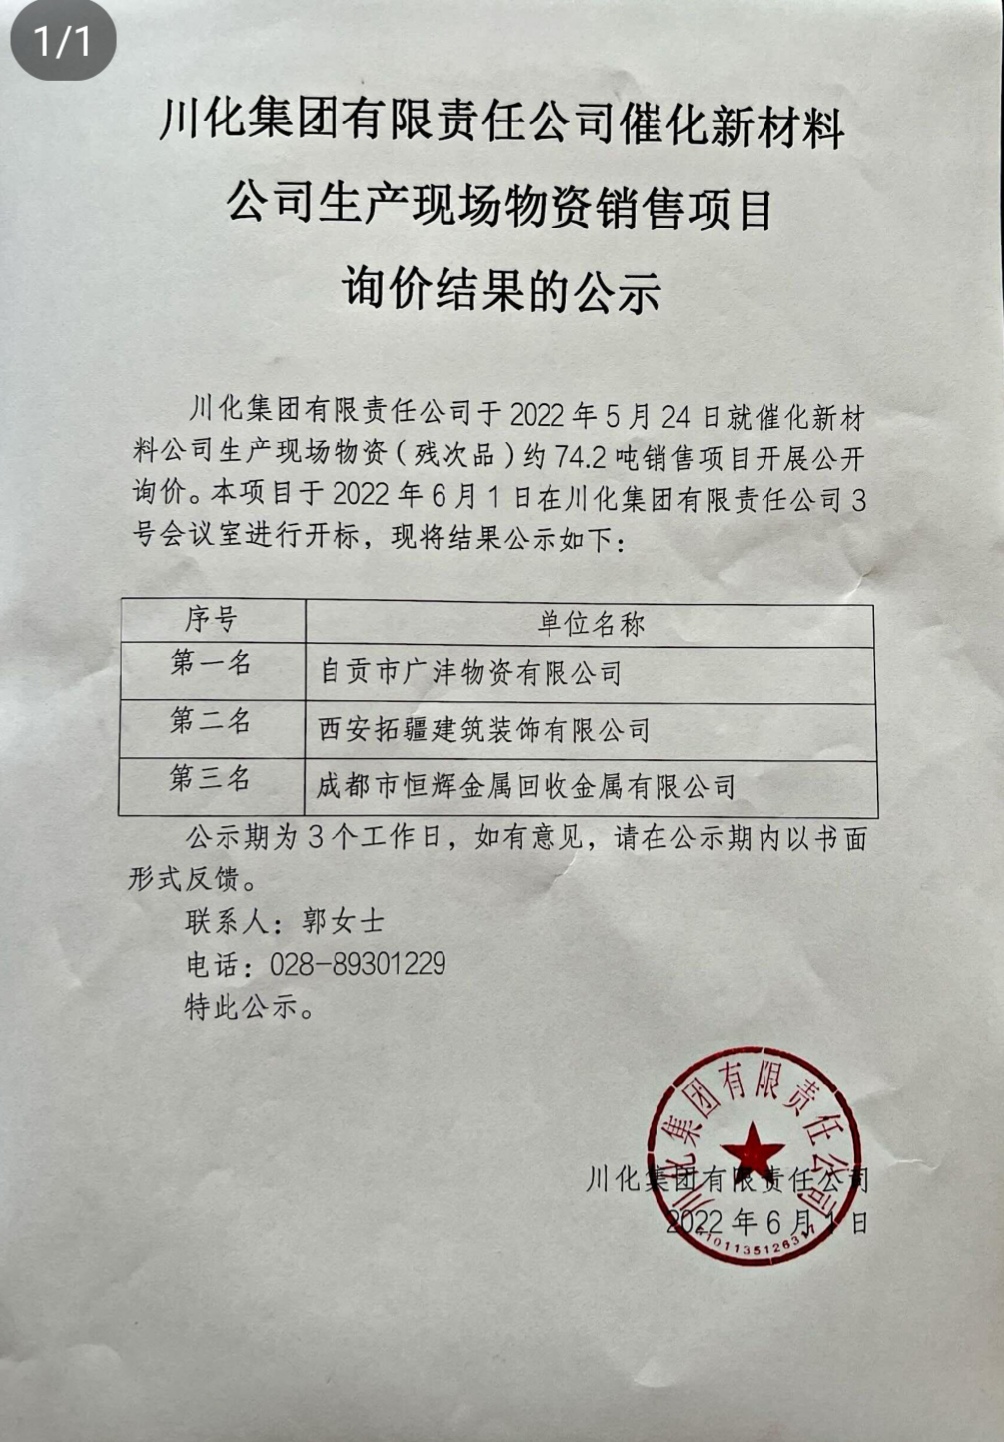 1/1
川化集团有限责任公司催化新材料
公司生产现场物资销售项目
询价结果的公示
川化集团有限责任公司于2022年5月24日就催化新材
料公司生产现场物资(残次品)约74.2吨销售项目开展公开
询价。本项目于2022年6月1日在川化集团有限责任公司3
号会议室进行开标，现将结果公示如下：
序号 单位名称
第一名 自贡市广沣物资有限公司
第二名 西安拓疆建筑装饰有限公司
第三名 成都市恒辉金属回收金属有限公司
公示期为3个工作日，如有意见，请在公示期内以书面
形式反馈。
联系人：郭女士
电话：028-89301229
特此公示。
川化集团有限责任公司
川化集团有限责任公司
2022年6月1日
5101135126317